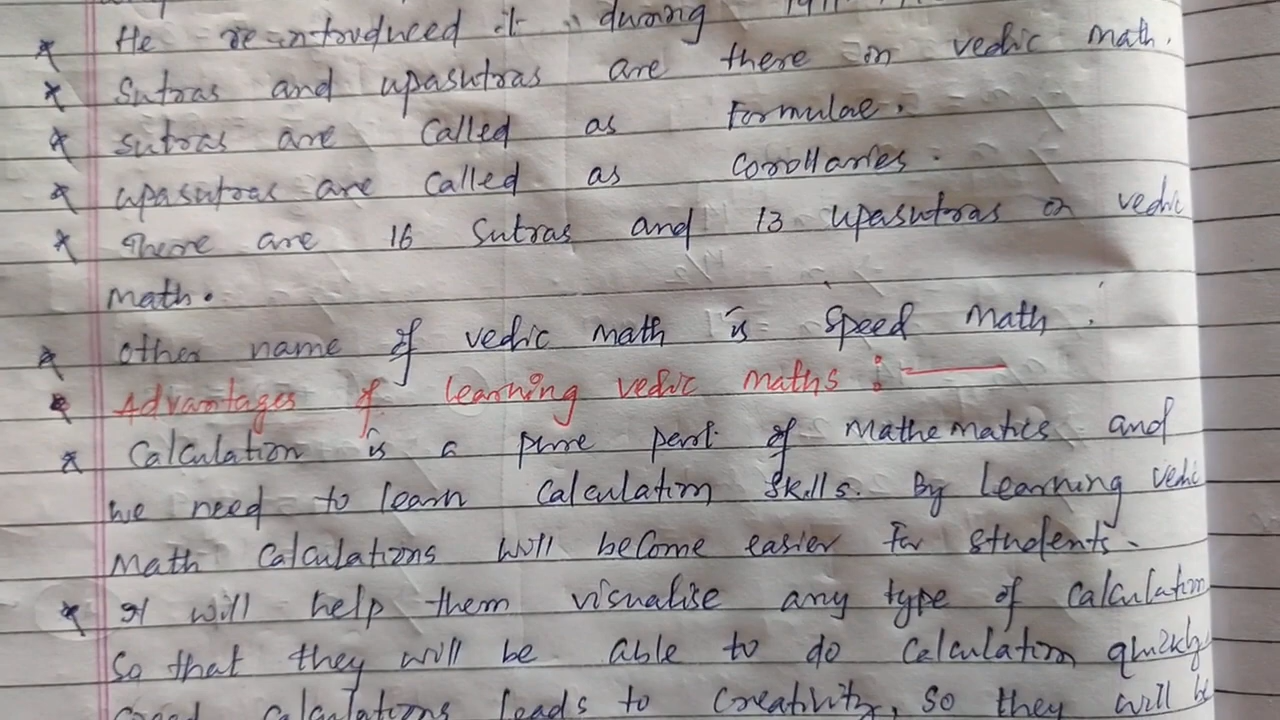 * He re-introduced it during 1911
* Sutras and upasutras are there in vedic math.
* sutras are called as Formulae.
* upasutras are called as corollaries.
* There are 16 sutras and 13 upasutras in vedic
math.
* other name of vedic math is speed math.
* Advantages of learning vedic maths :—
* Calculation is a pure part of Mathematics and
we need to learn calculation skills. By Learning vedic
Math calculations will become easier for students.
* It will help them visualise any type of calculation
So that they will be able to do calculation quickly
Good calculations leads to creativity, so they will be